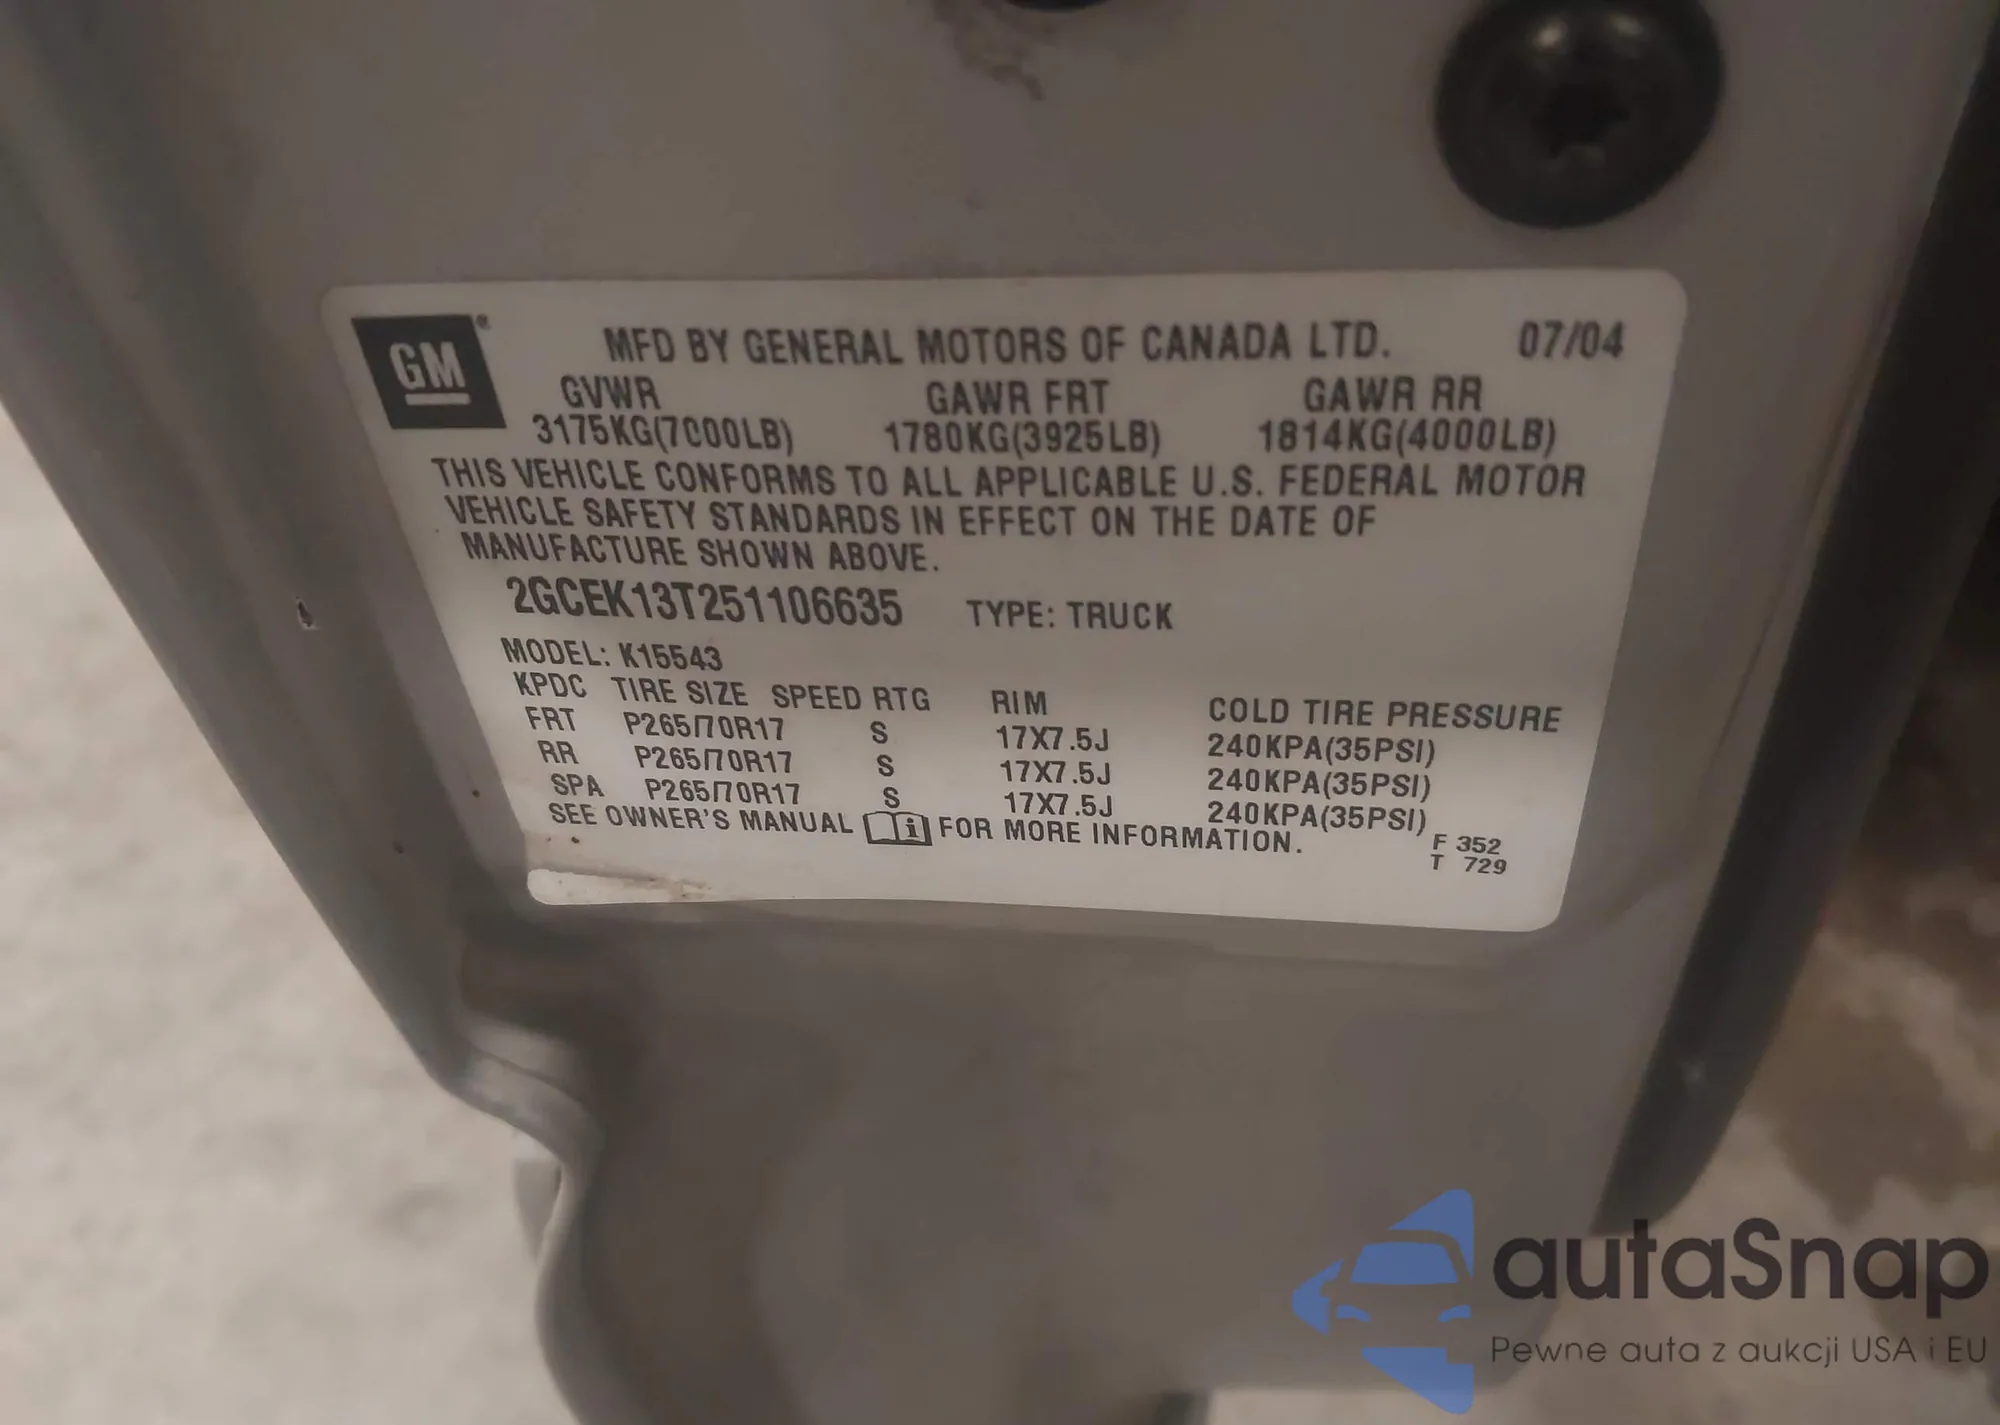 GM®
MFD BY GENERAL MOTORS OF CANADA LTD. 07/04
GVWR GAWR FRT GAWR RR
3175KG(7000LB) 1780KG(3925LB) 1814KG(4000LB)
THIS VEHICLE CONFORMS TO ALL APPLICABLE U.S. FEDERAL MOTOR
VEHICLE SAFETY STANDARDS IN EFFECT ON THE DATE OF
MANUFACTURE SHOWN ABOVE.
2GCEK13T251106635 TYPE: TRUCK
MODEL: K15543
KPDC TIRE SIZE SPEED RTG RIM COLD TIRE PRESSURE
FRT P265/70R17 S 17X7.5J 240KPA(35PSI)
RR P265/70R17 S 17X7.5J 240KPA(35PSI)
SPA P265/70R17 S 17X7.5J 240KPA(35PSI)
SEE OWNER'S MANUAL i FOR MORE INFORMATION.
F 352
T 729
autaSnap
Pewne auta z aukcji USA i EU